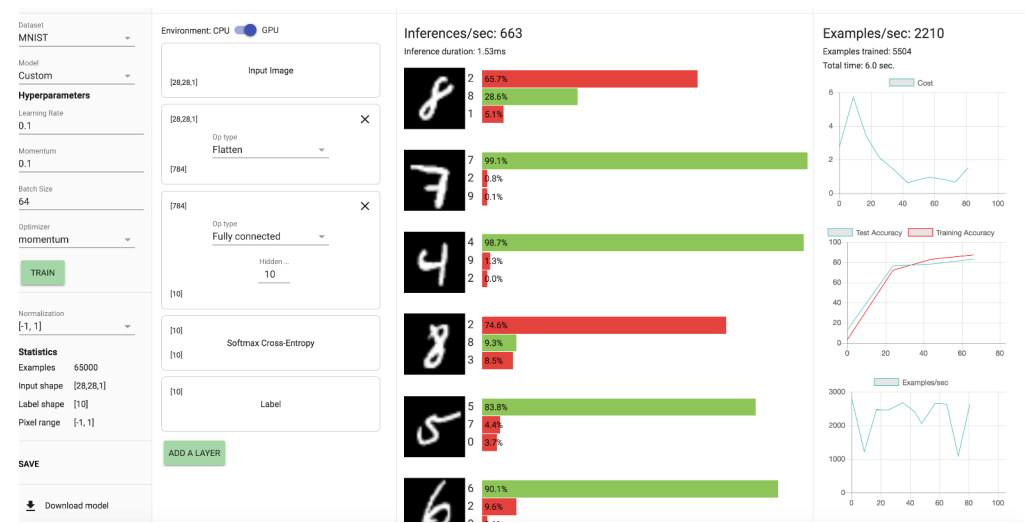 Dataset
MNIST
Model
Custom
Hyperparameters
Learning Rate
0.1
Momentum
0.1
Batch Size
64
Optimizer
momentum
TRAIN
Normalization
[-1, 1]
Statistics
Examples 65000
Input shape [28,28,1]
Label shape [10]
Pixel range [-1, 1]
SAVE
Download model
Environment: CPU GPU
Input Image
[28,28,1]
[28,28,1]
Op type
Flatten
[784]
[784]
Op type
Fully connected
Hidden ...
10
[10]
[10]
Softmax Cross-Entropy
[10]
[10]
Label
ADD A LAYER
Inferences/sec: 663
Inference duration: 1.53ms
8
2 65.7%
8 28.6%
1 5.1%
7
7 99.1%
2 0.8%
9 0.1%
4
4 98.7%
9 1.3%
2 0.0%
8
2 74.6%
8 9.3%
3 8.5%
5
5 83.8%
7 4.4%
0 3.7%
6
6 90.1%
2 9.6%
Examples/sec: 2210
Examples trained: 5504
Total time: 6.0 sec.
Cost
6
4
2
0
0 20 40 60 80 100
Test Accuracy Training Accuracy
100
80
60
40
20
0
0 20 40 60 80
Examples/sec
3000
2000
1000
0
0 20 40 60 80 100